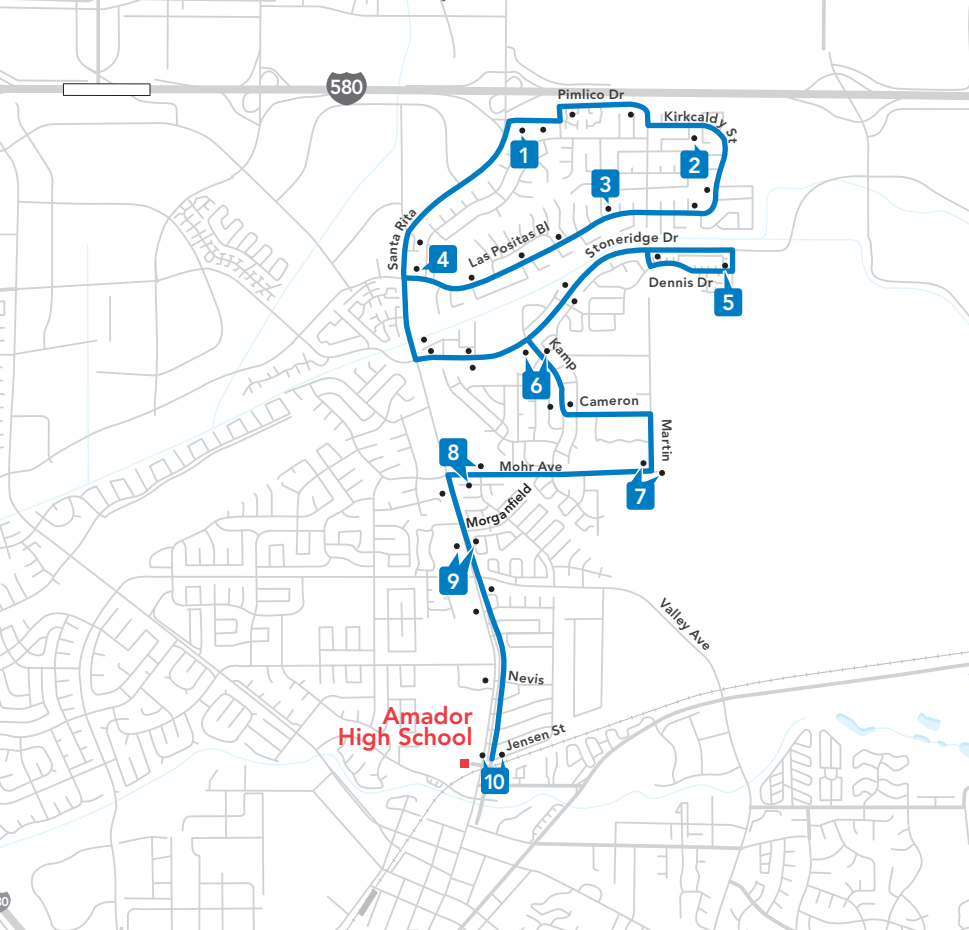 580
Pimlico Dr
Kirkcaldy St
1
2
3
Santa Rita
4
Las Positas Bl
Stoneridge Dr
Dennis Dr
5
Kamp
6
Cameron
Martin
8
Mohr Ave
7
Morganfield
9
Valley Ave
Nevis
Amador
High School
Jensen St
10
80